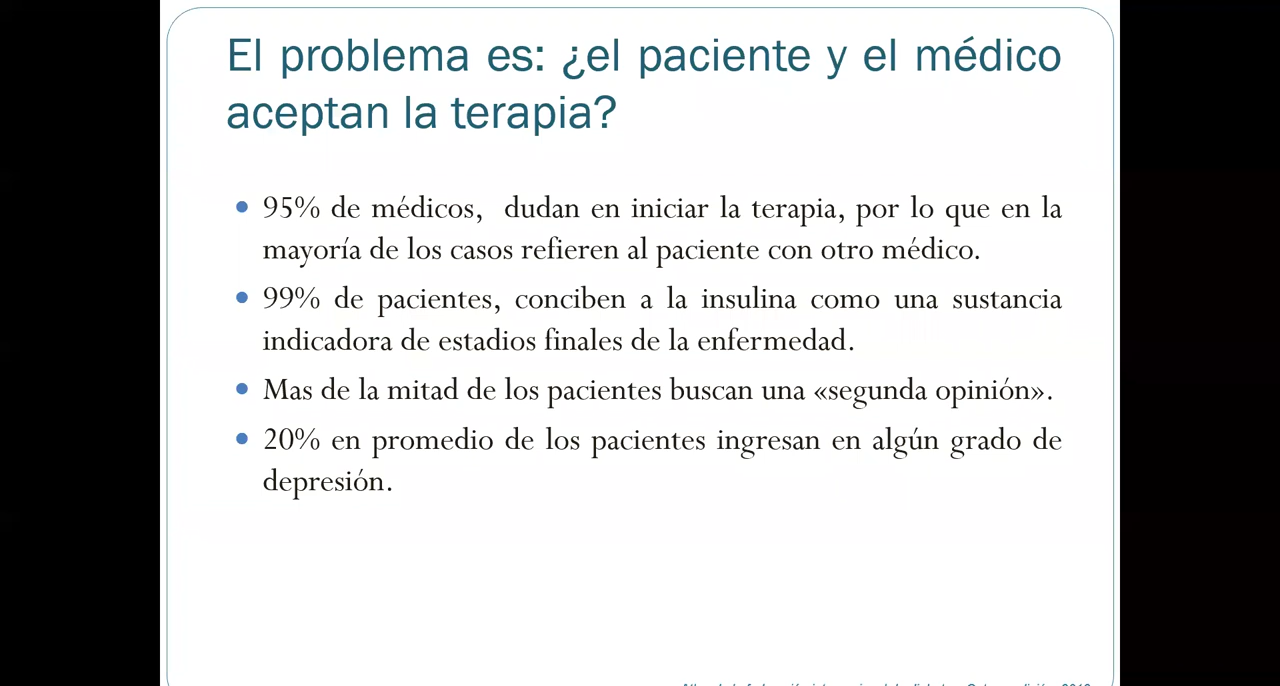 El problema es: ¿el paciente y el médico
aceptan la terapia?
95% de médicos, dudan en iniciar la terapia, por lo que en la
mayoría de los casos refieren al paciente con otro médico.
99% de pacientes, conciben a la insulina como una sustancia
indicadora de estadios finales de la enfermedad.
Mas de la mitad de los pacientes buscan una «segunda opinión».
20% en promedio de los pacientes ingresan en algún grado de
depresión.